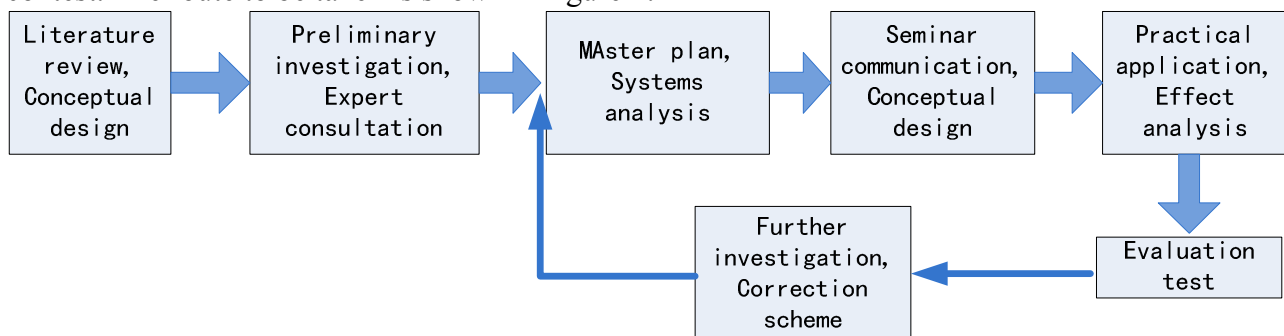 Literature
review,
Conceptual
design
Preliminary
investigation,
Expert
consultation
MAster plan,
Systems
analysis
Seminar
communication,
Conceptual
design
Practical
application,
Effect
analysis
Further
investigation,
Correction
scheme
Evaluation
test